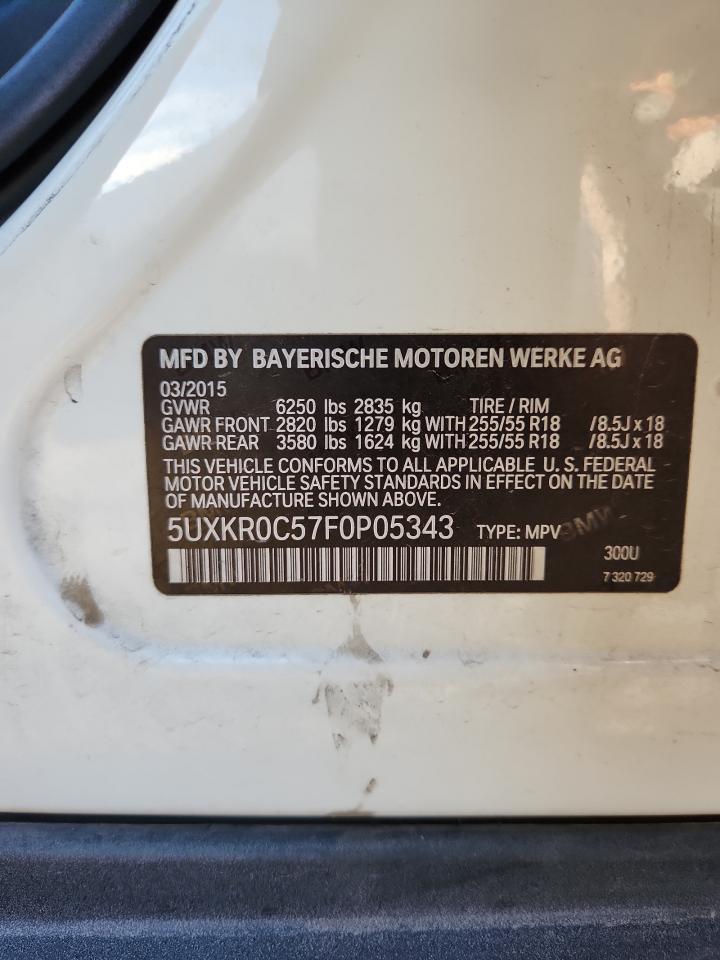 MFD BY BAYERISCHE MOTOREN WERKE AG
03/2015
GVWR 6250 lbs 2835 kg TIRE / RIM
GAWR FRONT 2820 lbs 1279 kg WITH 255/55 R18 /8.5J x 18
GAWR REAR 3580 lbs 1624 kg WITH 255/55 R18 /8.5J x 18
THIS VEHICLE CONFORMS TO ALL APPLICABLE U. S. FEDERAL
MOTOR VEHICLE SAFETY STANDARDS IN EFFECT ON THE DATE OF
MANUFACTURE SHOWN ABOVE.
5UXKR0C57F0P05343 TYPE: MPV
BMW
300U
7 320 729